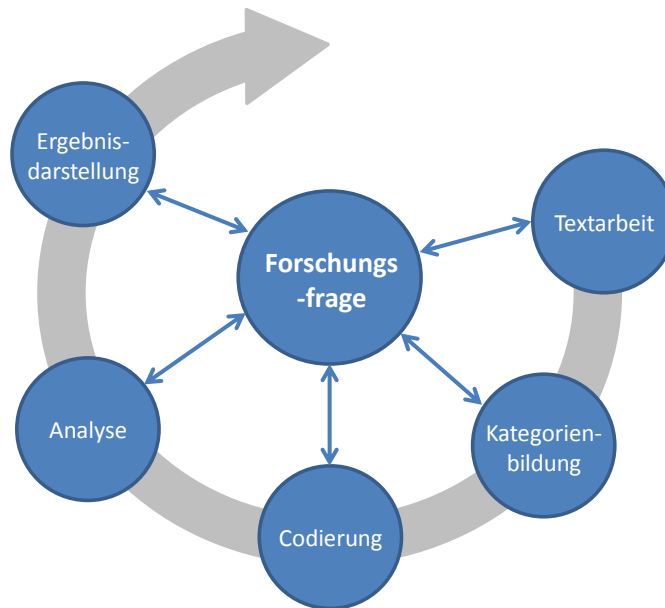 Ergebnis-
darstellung
Textarbeit
Forschungs
-frage
Analyse
Kategorien-
bildung
Codierung